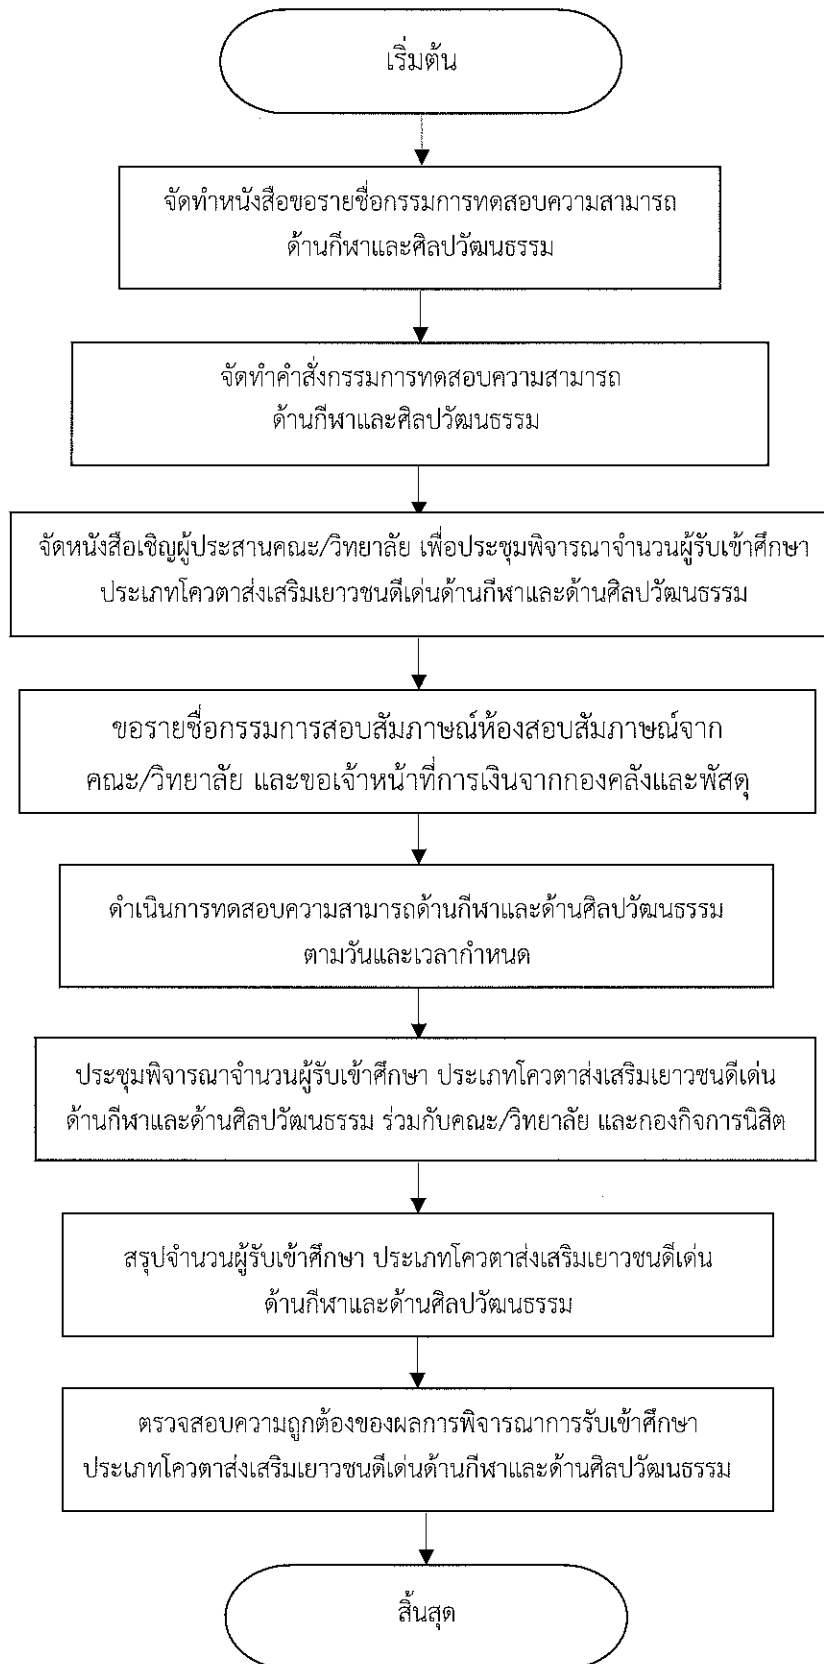 เริ่มต้น
จัดทำหนังสือขอรายชื่อกรรมการทดสอบความสามารถ
ด้านกีฬาและศิลปวัฒนธรรม
จัดทำคำสั่งกรรมการทดสอบความสามารถ
ด้านกีฬาและศิลปวัฒนธรรม
จัดหนังสือเชิญผู้ประสานคณะ/วิทยาลัย เพื่อประชุมพิจารณาจำนวนผู้รับเข้าศึกษา
ประเภทโควตาส่งเสริมเยาวชนดีเด่นด้านกีฬาและด้านศิลปวัฒนธรรม
ขอรายชื่อกรรมการสอบสัมภาษณ์ห้องสอบสัมภาษณ์จาก
คณะ/วิทยาลัย และขอเจ้าหน้าที่การเงินจากกองคลังและพัสดุ
ดำเนินการทดสอบความสามารถด้านกีฬาและด้านศิลปวัฒนธรรม
ตามวันและเวลากำหนด
ประชุมพิจารณาจำนวนผู้รับเข้าศึกษา ประเภทโควตาส่งเสริมเยาวชนดีเด่น
ด้านกีฬาและด้านศิลปวัฒนธรรม ร่วมกับคณะ/วิทยาลัย และกองกิจการนิสิต
สรุปจำนวนผู้รับเข้าศึกษา ประเภทโควตาส่งเสริมเยาวชนดีเด่น
ด้านกีฬาและด้านศิลปวัฒนธรรม
ตรวจสอบความถูกต้องของผลการพิจารณาการรับเข้าศึกษา
ประเภทโควตาส่งเสริมเยาวชนดีเด่นด้านกีฬาและด้านศิลปวัฒนธรรม
สิ้นสุด